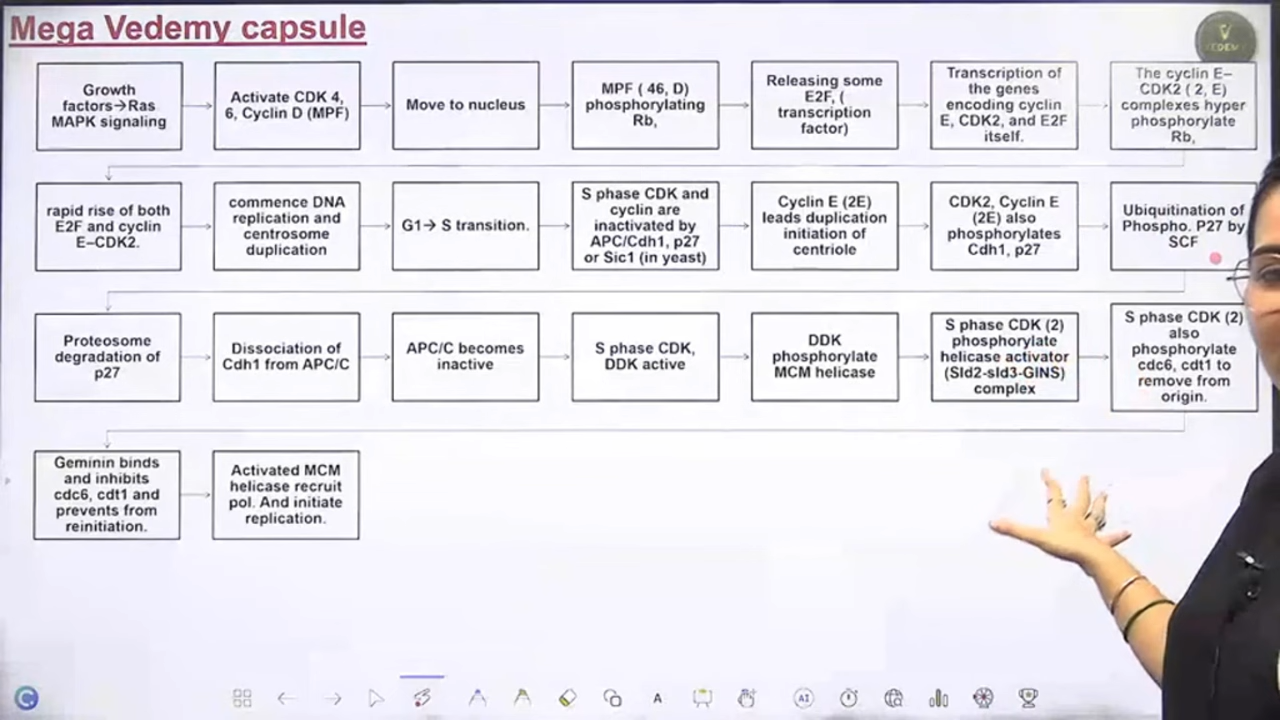 Mega Vedemy capsule
V
VEDEMY
Growth
factors→Ras
MAPK signaling
Activate CDK 4,
6, Cyclin D (MPF)
Move to nucleus
MPF ( 46, D)
phosphorylating
Rb,
Releasing some
E2F, (
transcription
factor)
Transcription of
the genes
encoding cyclin
E, CDK2, and E2F
itself.
The cyclin E–
CDK2 ( 2, E)
complexes hyper
phosphorylate
Rb,
rapid rise of both
E2F and cyclin
E–CDK2.
commence DNA
replication and
centrosome
duplication
G1→ S transition.
S phase CDK and
cyclin are
inactivated by
APC/Cdh1, p27
or Sic1 (in yeast)
Cyclin E (2E)
leads duplication
initiation of
centriole
CDK2, Cyclin E
(2E) also
phosphorylates
Cdh1, p27
Ubiquitination of
Phospho. P27 by
SCF
Proteosome
degradation of
p27
Dissociation of
Cdh1 from APC/C
APC/C becomes
inactive
S phase CDK,
DDK active
DDK
phosphorylate
MCM helicase
S phase CDK (2)
phosphorylate
helicase activator
(Sld2-sld3-GINS)
complex
S phase CDK (2)
also
phosphorylate
cdc6, cdt1 to
remove from
origin.
Geminin binds
and inhibits
cdc6, cdt1 and
prevents from
reinitiation.
Activated MCM
helicase recruit
pol. And initiate
replication.
A
AI